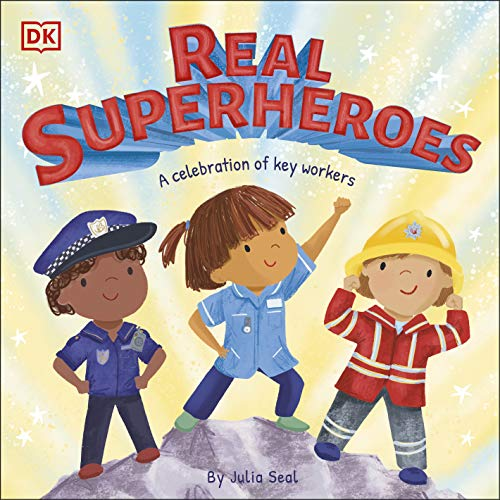 DK
REAL
SUPERHEROES
A celebration of key workers
By Julia Seal